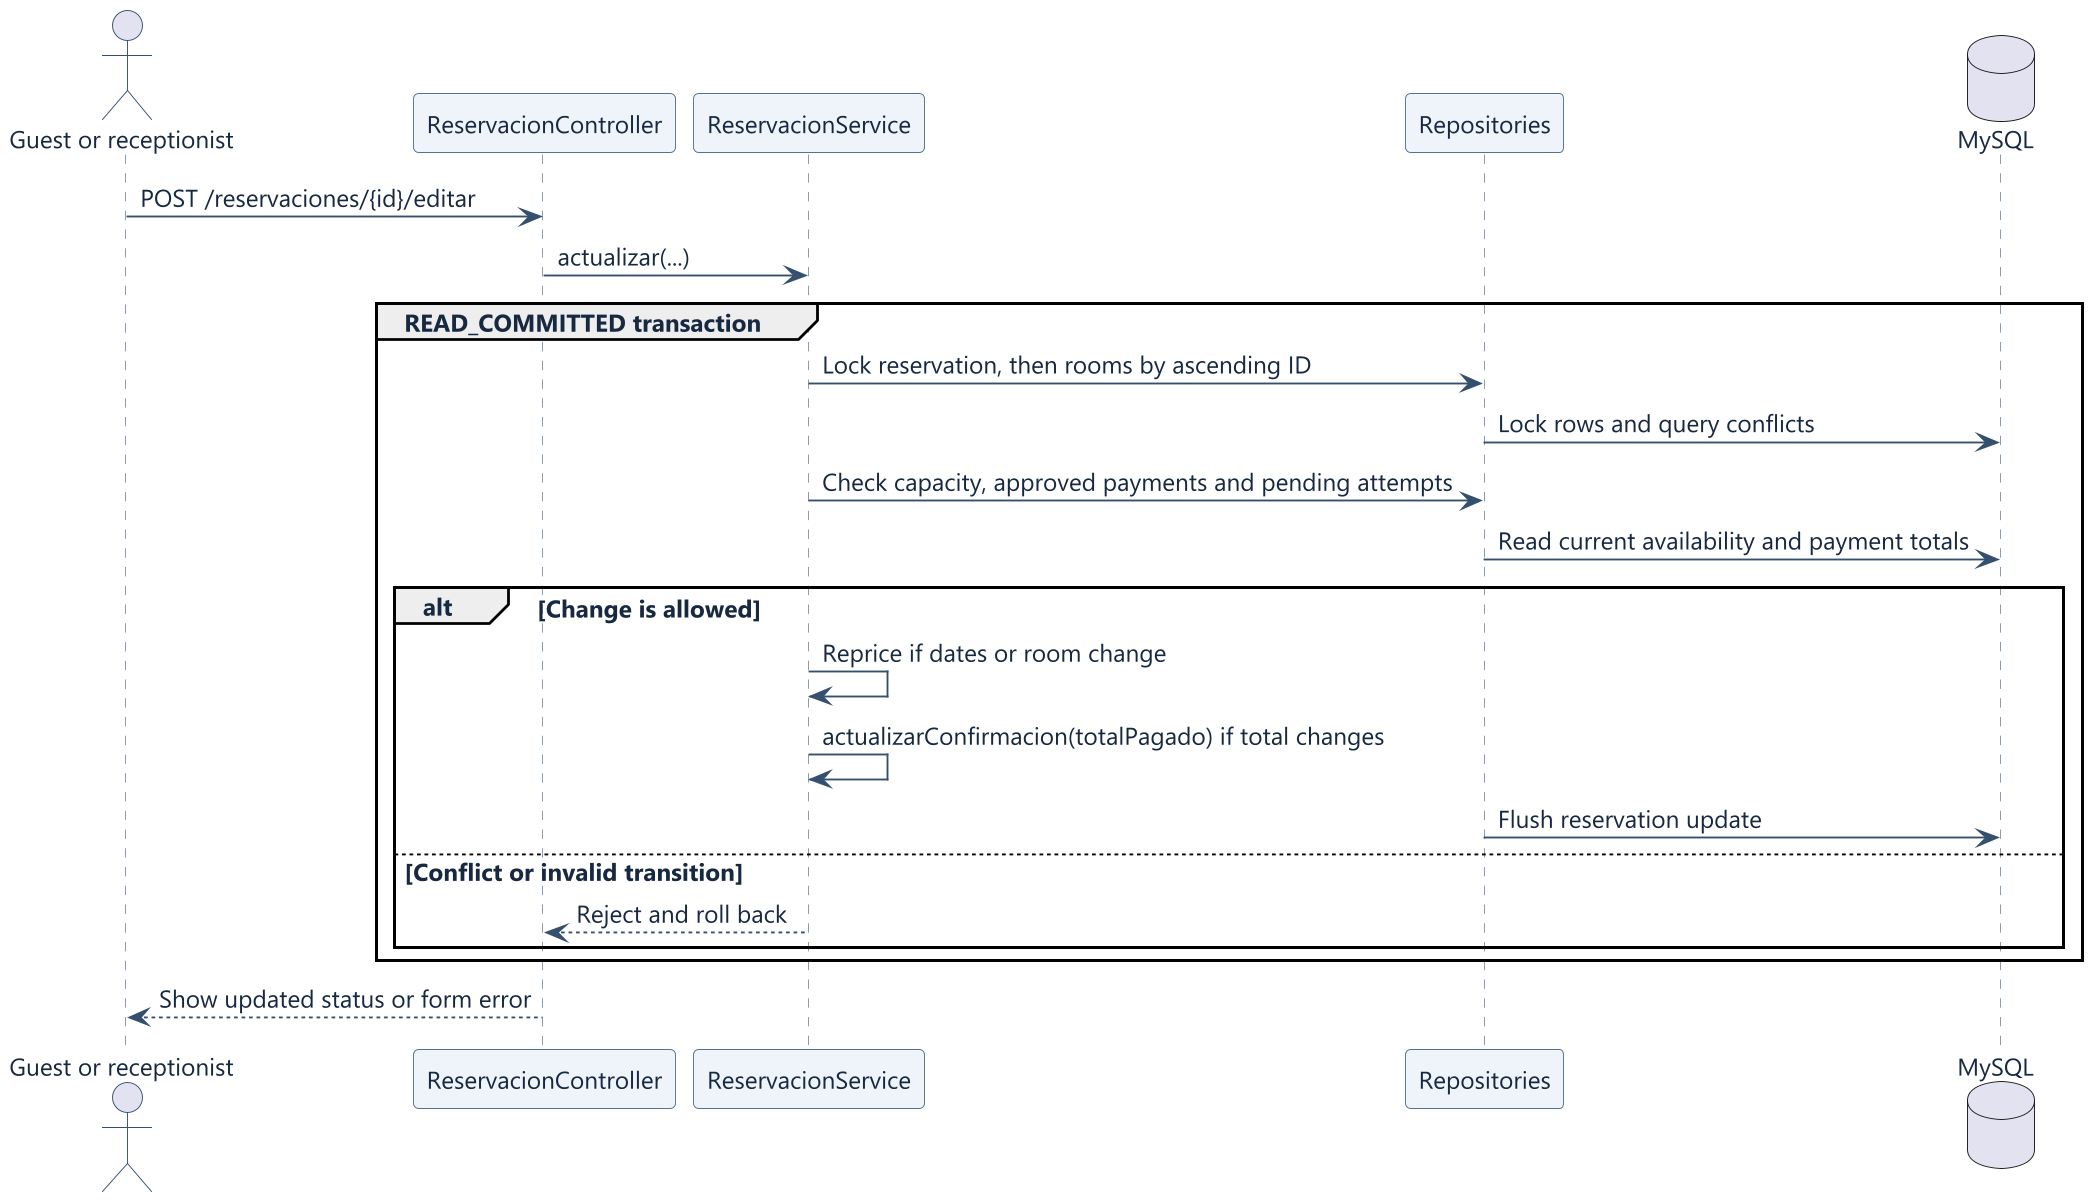 Guest or receptionist
ReservacionController
ReservacionService
Repositories
MySQL
POST /reservaciones/{id}/editar
actualizar(...)
READ_COMMITTED transaction
Lock reservation, then rooms by ascending ID
Lock rows and query conflicts
Check capacity, approved payments and pending attempts
Read current availability and payment totals
alt
[Change is allowed]
Reprice if dates or room change
actualizarConfirmacion(totalPagado) if total changes
Flush reservation update
[Conflict or invalid transition]
Reject and roll back
Show updated status or form error
Guest or receptionist
ReservacionController
ReservacionService
Repositories
MySQL